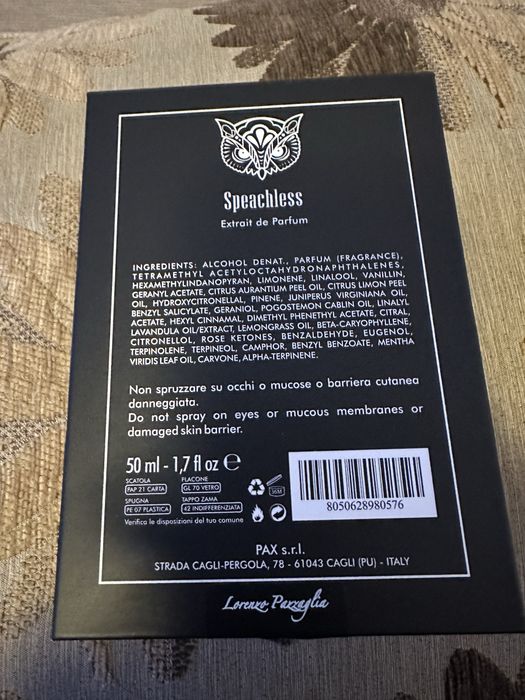 Speachless
Extrait de Parfum
INGREDIENTS: ALCOHOL DENAT., PARFUM (FRAGRANCE),
TETRAMETHYL ACETYLOCTAHYDRONAPHTHALENES,
HEXAMETHYLINDANOPYRAN, LIMONENE, LINALOOL, VANILLIN,
GERANYL ACETATE, CITRUS AURANTIUM PEEL OIL, CITRUS LIMON PEEL
OIL, HYDROXYCITRONELLAL, PINENE, JUNIPERUS VIRGINIANA OIL,
BENZYL SALICYLATE, GERANIOL, POGOSTEMON CABLIN OIL, LINALYL
ACETATE, HEXYL CINNAMAL, DIMETHYL PHENETHYL ACETATE, CITRAL,
LAVANDULA OIL/EXTRACT, LEMONGRASS OIL, BETA-CARYOPHYLLENE,
CITRONELLOL, ROSE KETONES, BENZALDEHYDE, EUGENOL,
TERPINOLENE, TERPINEOL, CAMPHOR, BENZYL BENZOATE, MENTHA
VIRIDIS LEAF OIL, CARVONE, ALPHA-TERPINENE.
Non spruzzare su occhi o mucose o barriera cutanea
danneggiata.
Do not spray on eyes or mucous membranes or
damaged skin barrier.
50 ml - 1,7 fl oz ℮
SCATOLA FLACONE
PAP 21 CARTA GL 70 VETRO
SPUGNA TAPPO ZAMA
PE 07 PLASTICA 42 INDIFFERENZIATA
Verifica le disposizioni del tuo comune
36M
8050628980576
PAX s.r.l.
STRADA CAGLI-PERGOLA, 78 - 61043 CAGLI (PU) - ITALY
Lorenzo Pazzaglia